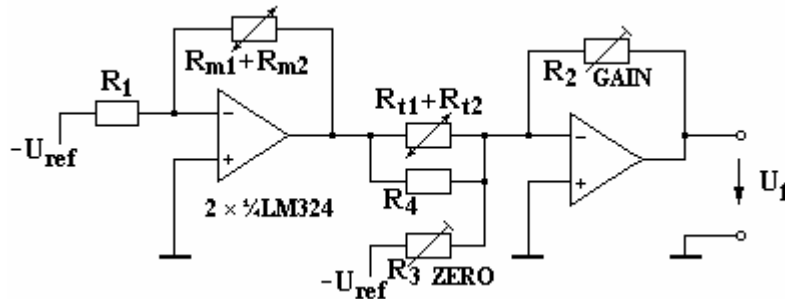 R1
-Uref
Rm1+Rm2
−
+
2 × ¼LM324
Rt1+Rt2
R4
-Uref
R3 ZERO
R2 GAIN
−
+
U1